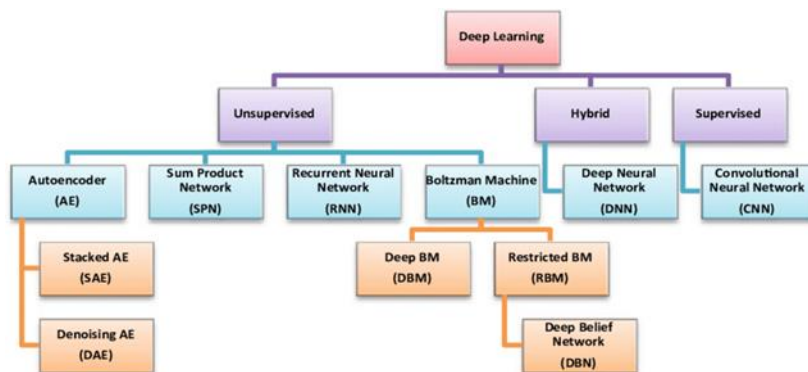 Deep Learning
Unsupervised
Hybrid
Supervised
Autoencoder
(AE)
Sum Product
Network
(SPN)
Recurrent Neural
Network
(RNN)
Boltzman Machine
(BM)
Deep Neural
Network
(DNN)
Convolutional
Neural Network
(CNN)
Stacked AE
(SAE)
Deep BM
(DBM)
Restricted BM
(RBM)
Denoising AE
(DAE)
Deep Belief
Network
(DBN)